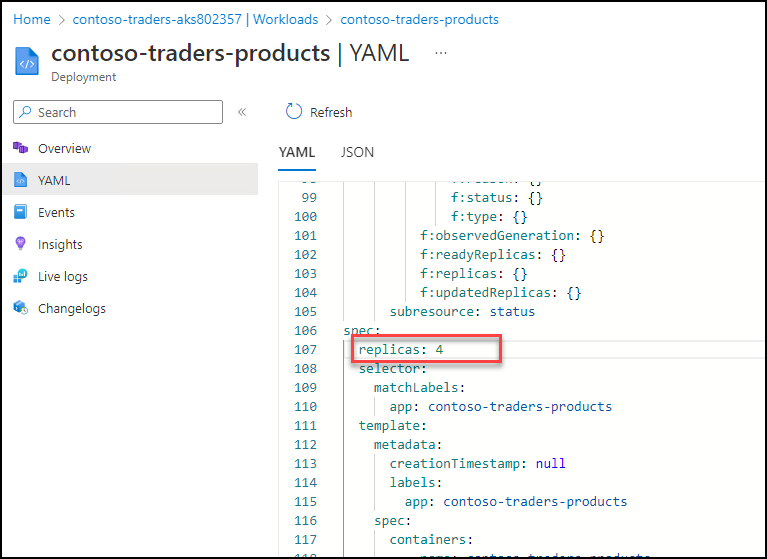 Home > contoso-traders-aks802357 | Workloads > contoso-traders-products
contoso-traders-products | YAML ...
Deployment
Search «
Refresh
Overview
YAML
Events
Insights
Live logs
Changelogs
YAML JSON
99 f:status: {}
100 f:type: {}
101 f:observedGeneration: {}
102 f:readyReplicas: {}
103 f:replicas: {}
104 f:updatedReplicas: {}
105 subresource: status
106 spec:
107 replicas: 4
108 selector:
109 matchLabels:
110 app: contoso-traders-products
111 template:
112 metadata:
113 creationTimestamp: null
114 labels:
115 app: contoso-traders-products
116 spec:
117 containers: